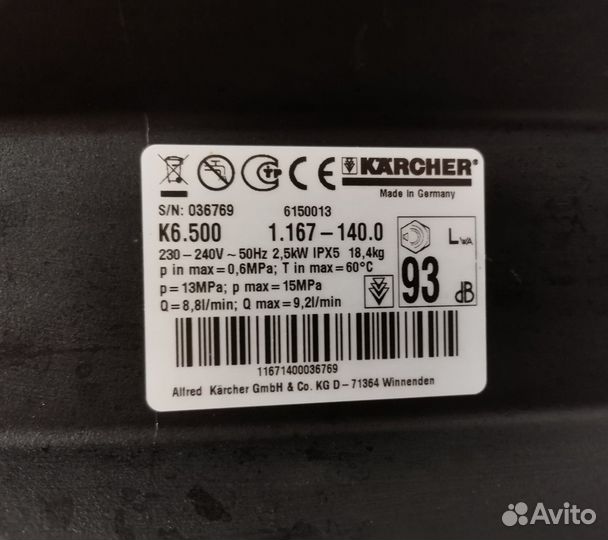 KÄRCHER
Made in Germany
S/N: 036769 6150013
K6.500 1.167-140.0
230-240V ~ 50Hz 2,5kW IPX5 18,4kg
p in max = 0,6MPa; T in max = 60°C
p = 13MPa; p max = 15MPa
Q = 8,8l/min; Q max = 9,2l/min
LWA
93 dB
11671400036769
Alfred Kärcher GmbH & Co. KG D - 71364 Winnenden
Avito